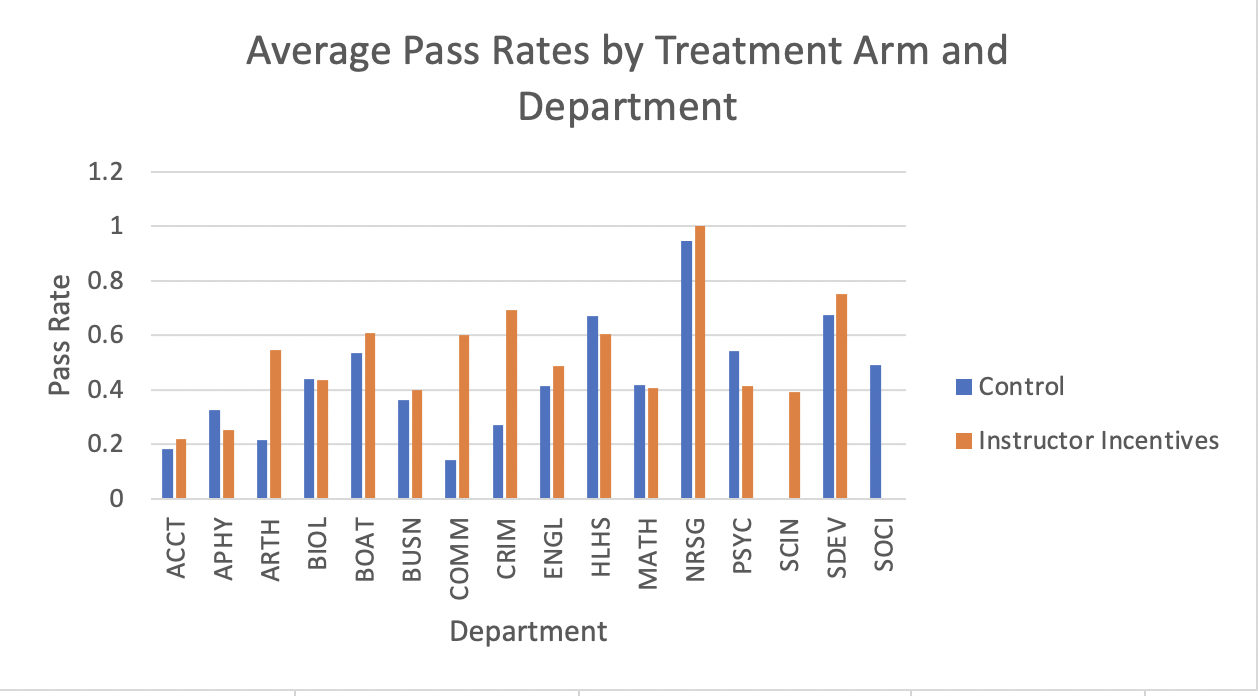 Average Pass Rates by Treatment Arm and
Department
1.2
1
0.8
0.6
0.4
0.2
0
Pass Rate
ACCT
APHY
ARTH
BIOL
BOAT
BUSN
COMM
CRIM
ENGL
HLHS
MATH
NRSG
PSYC
SCIN
SDEV
SOCI
Department
Control
Instructor Incentives